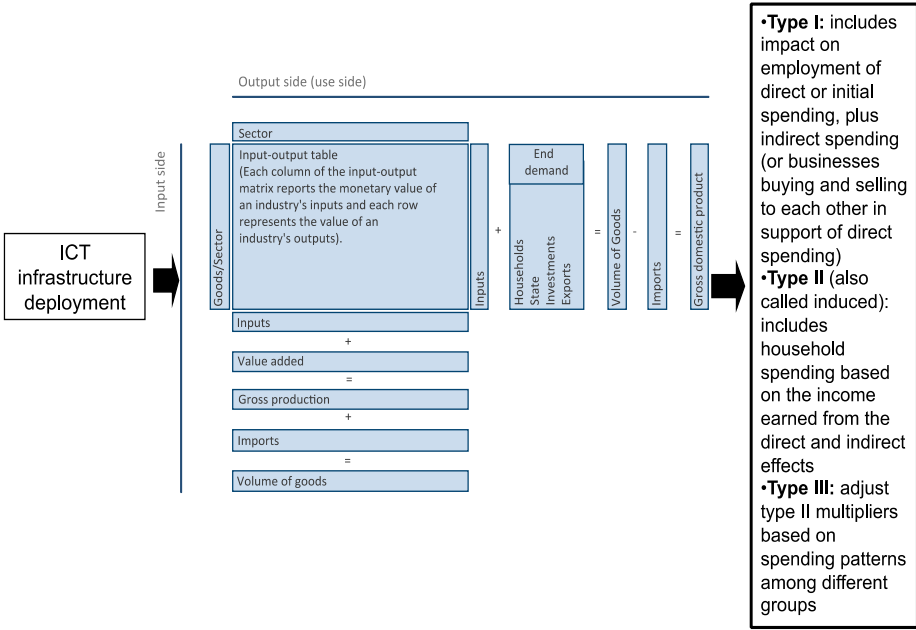 ICT
infrastructure
deployment
Input side
Output side (use side)
Goods/Sector
Sector
Input-output table
(Each column of the input-output
matrix reports the monetary value of
an industry's inputs and each row
represents the value of an
industry's outputs).
Inputs
+
Value added
=
Gross production
+
Imports
=
Volume of goods
Inputs
+
End
demand
Households
State
Investments
Exports
=
Volume of Goods
-
Imports
=
Gross domestic product
•Type I: includes
impact on
employment of
direct or initial
spending, plus
indirect spending
(or businesses
buying and selling
to each other in
support of direct
spending)
•Type II (also
called induced):
includes
household
spending based
on the income
earned from the
direct and indirect
effects
•Type III: adjust
type II multipliers
based on
spending patterns
among different
groups